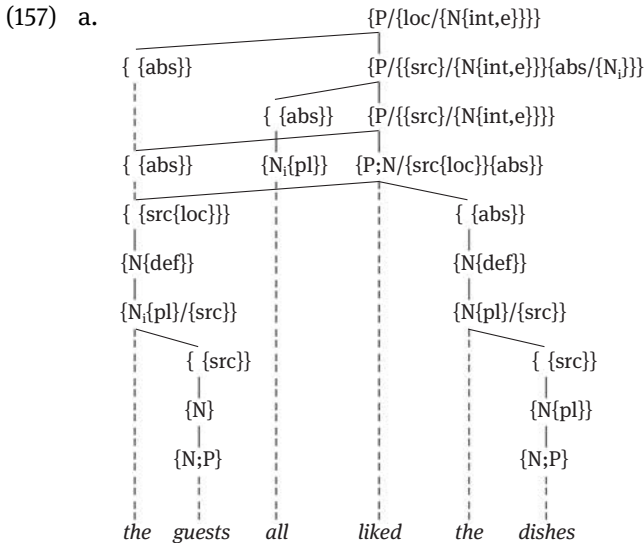 (157) a. {P/{loc/{N{int,e}}}}
{ {abs}} {P/{{src}/{N{int,e}}}{abs/{Nᵢ}}}
{ {abs}} {P/{{src}/{N{int,e}}}}
{ {abs}} {Nᵢ{pl}} {P;N/{src{loc}}{abs}}
{ {src{loc}}} { {abs}}
{N{def}} {N{def}}
{Nᵢ{pl}/{src}} {N{pl}/{src}}
{ {src}} { {src}}
{N} {N{pl}}
{N;P} {N;P}
the guests all liked the dishes